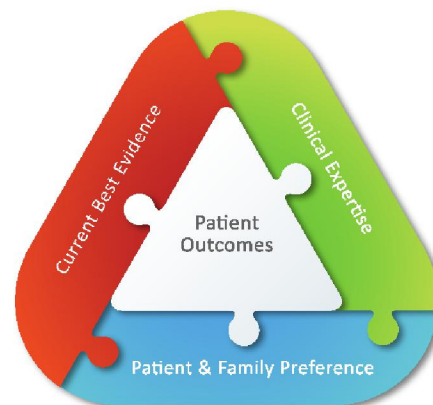 Current Best Evidence
Clinical Expertise
Patient
Outcomes
Patient & Family Preference